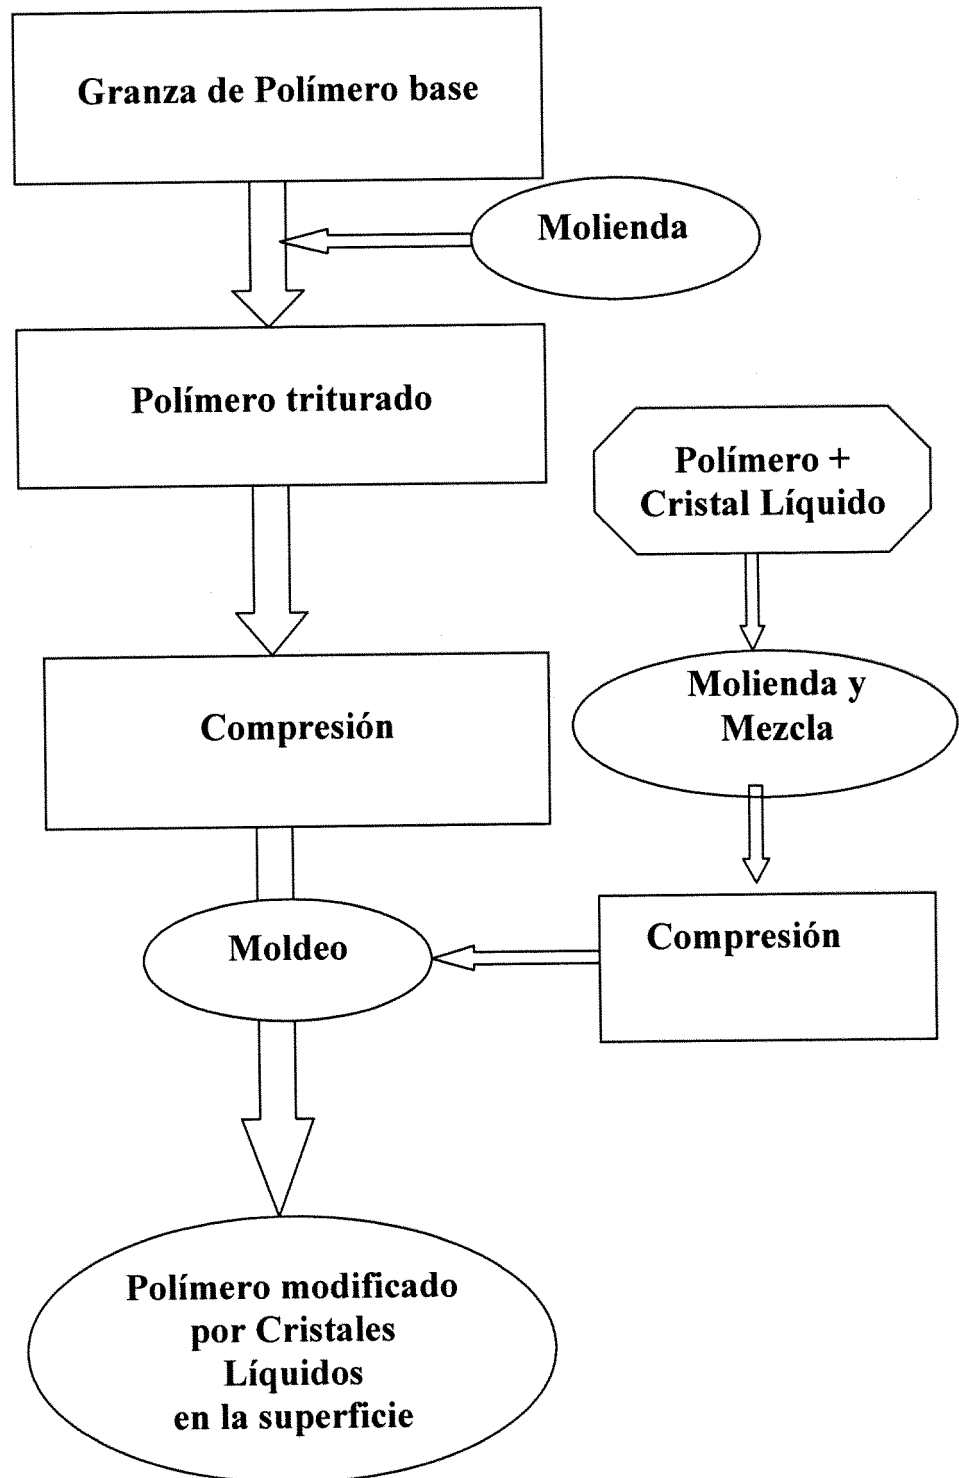 Granza de Polímero base
Molienda
Polímero triturado
Polímero +
Cristal Líquido
Molienda y
Mezcla
Compresión
Compresión
Moldeo
Polímero modificado
por Cristales
Líquidos
en la superficie